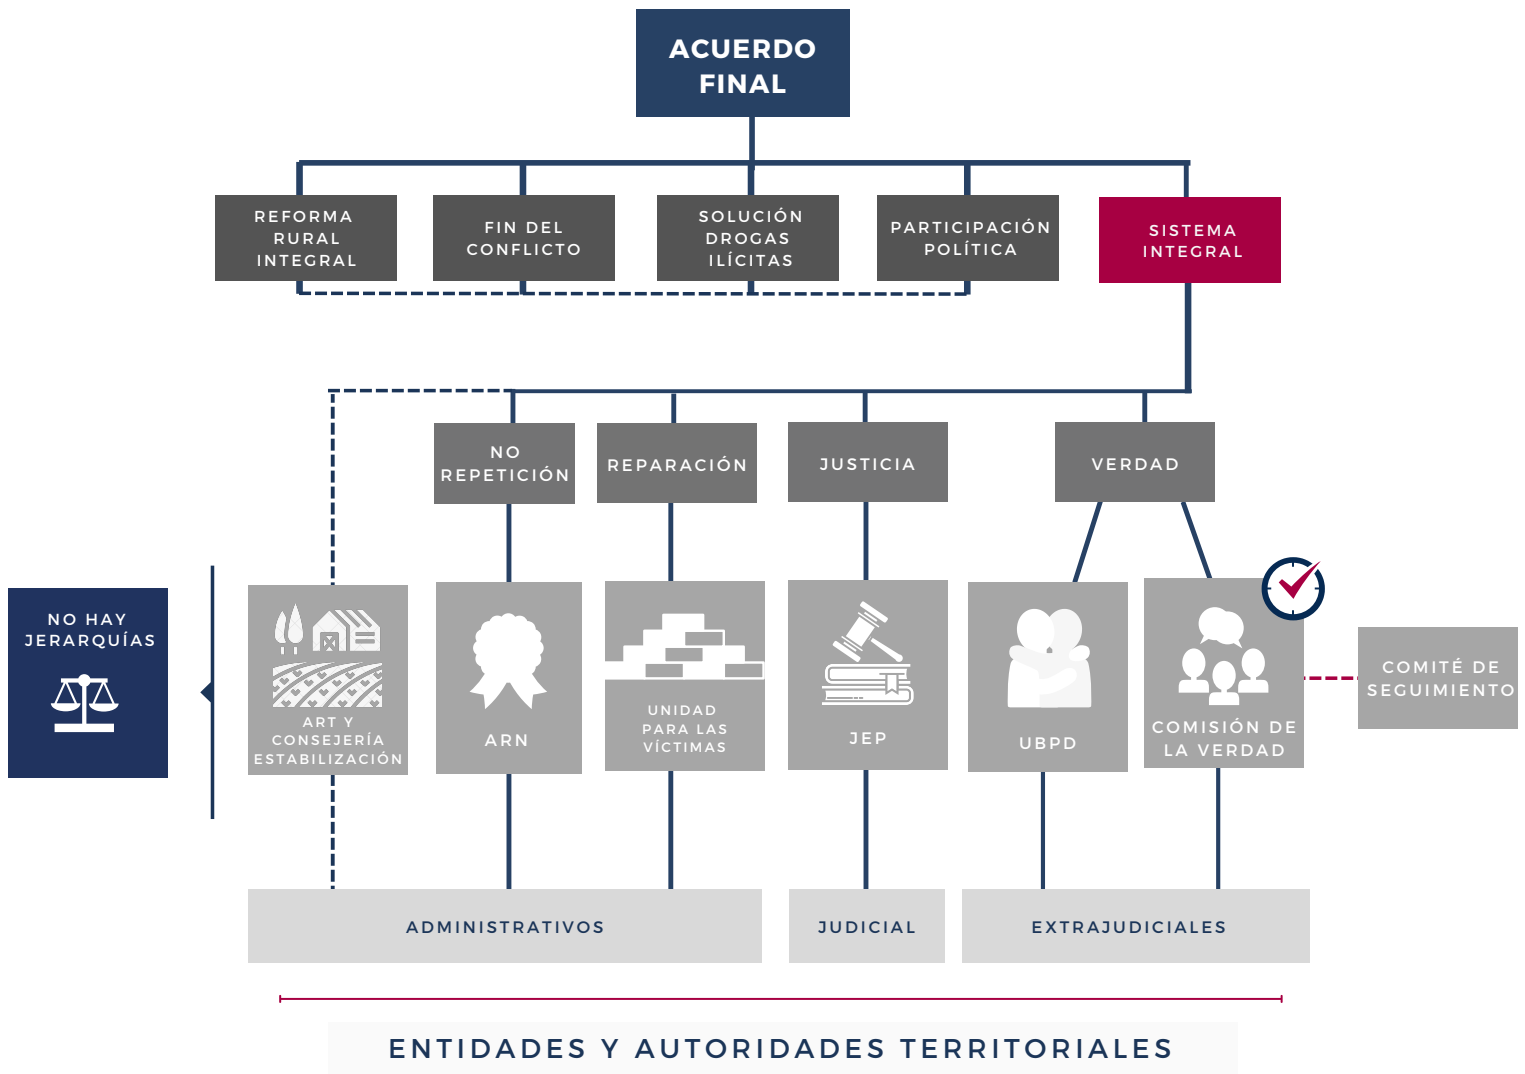 ACUERDO
FINAL
REFORMA
RURAL
INTEGRAL
FIN DEL
CONFLICTO
SOLUCIÓN
DROGAS
ILÍCITAS
PARTICIPACIÓN
POLÍTICA
SISTEMA
INTEGRAL
NO
REPETICIÓN
REPARACIÓN
JUSTICIA
VERDAD
NO HAY
JERARQUÍAS
ART Y
CONSEJERÍA
ESTABILIZACIÓN
ARN
UNIDAD
PARA LAS
VÍCTIMAS
JEP
UBPD
COMISIÓN DE
LA VERDAD
COMITÉ DE
SEGUIMIENTO
ADMINISTRATIVOS
JUDICIAL
EXTRAJUDICIALES
ENTIDADES Y AUTORIDADES TERRITORIALES